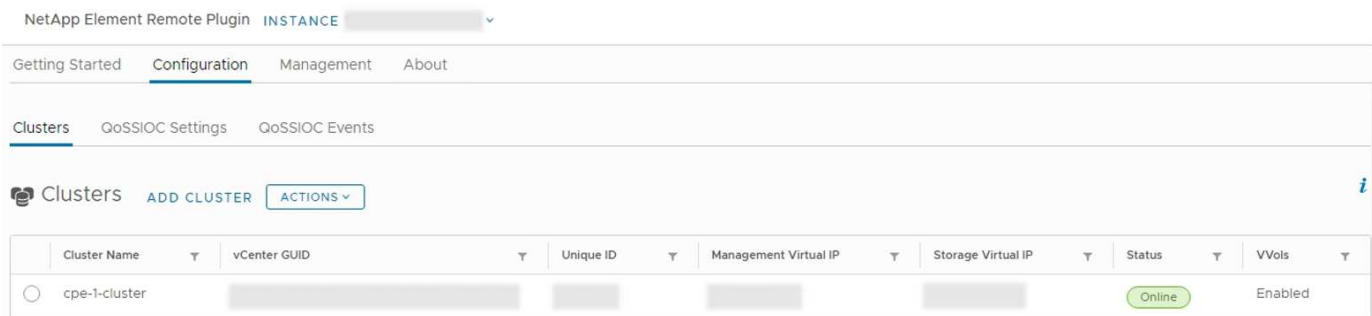 NetApp Element Remote Plugin INSTANCE
Getting Started Configuration Management About
Clusters QoSSIOC Settings QoSSIOC Events
Clusters ADD CLUSTER ACTIONS
i
Cluster Name vCenter GUID Unique ID Management Virtual IP Storage Virtual IP Status VVols
cpe-1-cluster Online Enabled